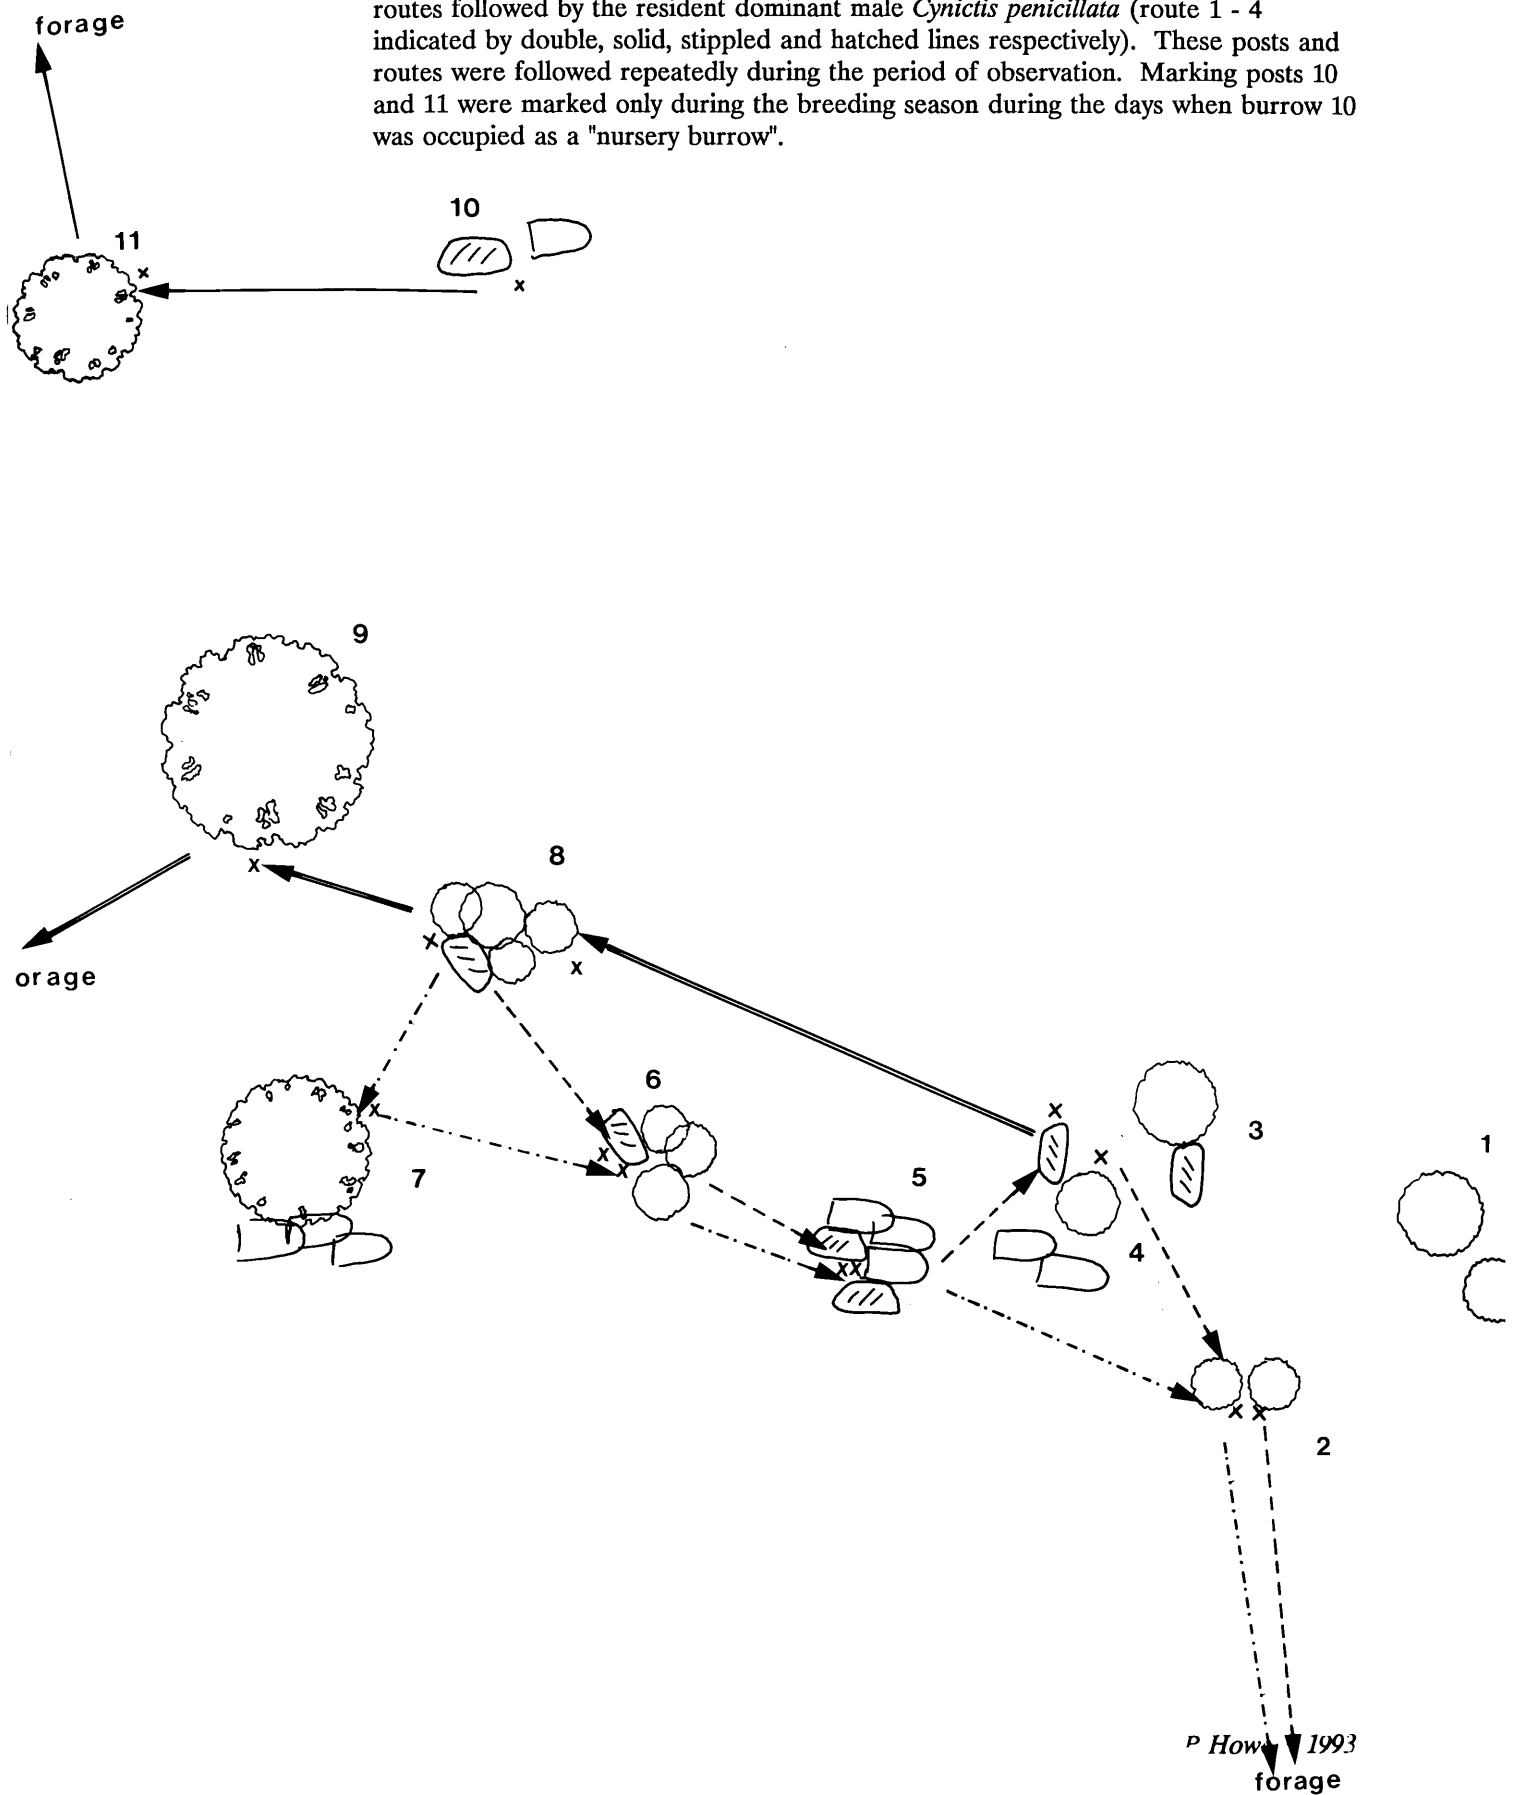 forage
routes followed by the resident dominant male Cynictis penicillata (route 1 - 4
indicated by double, solid, stippled and hatched lines respectively). These posts and
routes were followed repeatedly during the period of observation. Marking posts 10
and 11 were marked only during the breeding season during the days when burrow 10
was occupied as a "nursery burrow".
10
11
x
x
9
8
x
x
x
orage
6
x
3
1
x
x
7
5
x
x
4
xx
x x
2
P How 1993
forage